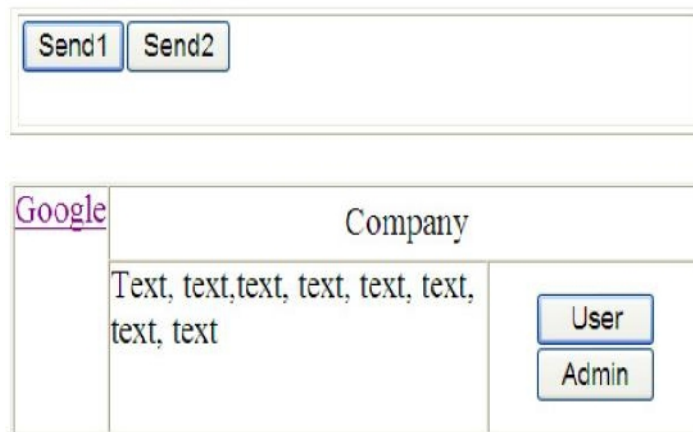 Send1 Send2
Google
Company
Text, text,text, text, text, text,
text, text
User
Admin